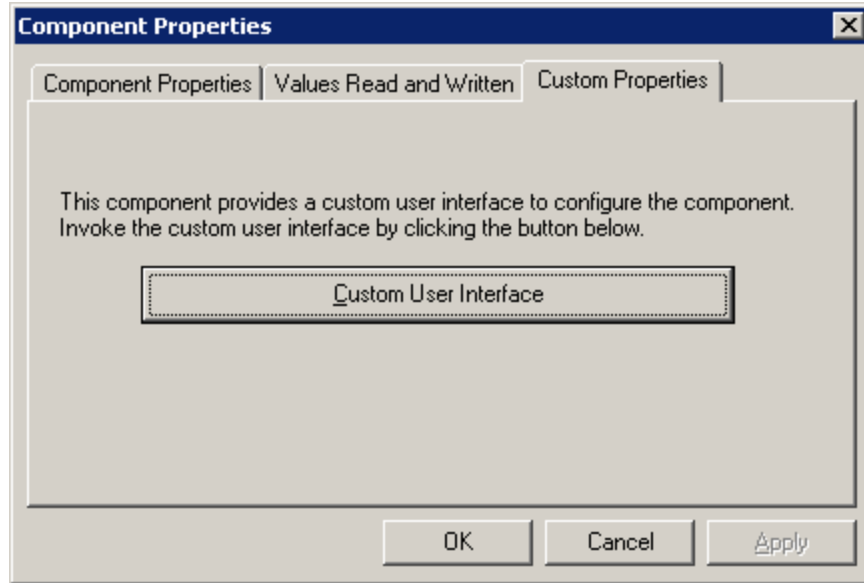 Component Properties
Component Properties Values Read and Written Custom Properties
This component provides a custom user interface to configure the component.
Invoke the custom user interface by clicking the button below.
Custom User Interface
OK Cancel Apply